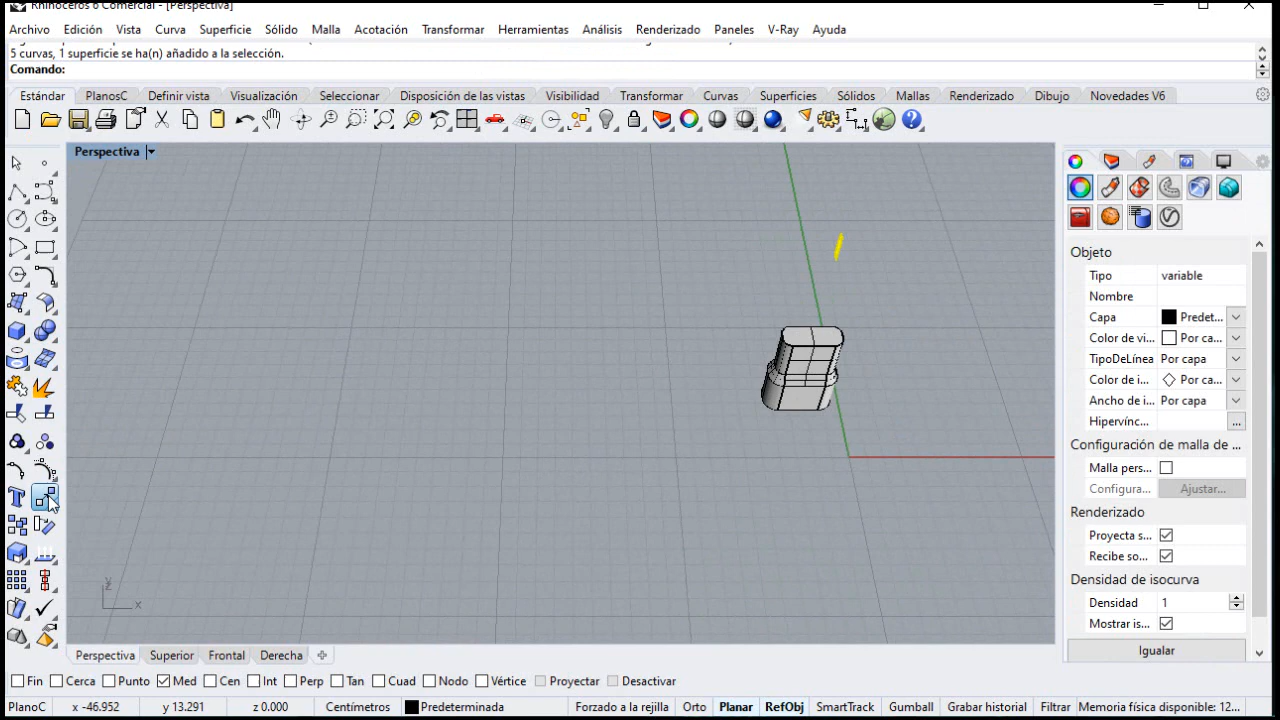 Rhinoceros 6 Comercial - [Perspectiva]
Archivo Edición Vista Curva Superficie Sólido Malla Acotación Transformar Herramientas Análisis Renderizado Paneles V-Ray Ayuda
5 curvas, 1 superficie se ha(n) añadido a la selección.
Comando:
Estándar PlanosC Definir vista Visualización Seleccionar Disposición de las vistas Visibilidad Transformar Curvas Superficies Sólidos Mallas Renderizado Dibujo Novedades V6
Perspectiva
Objeto
Tipo variable
Nombre
Capa Predet...
Color de vi... Por ca...
TipoDeLínea Por capa
Color de i... Por ca...
Ancho de i... Por capa
Hipervínc... ...
Configuración de malla de ...
Malla pers...
Configura... Ajustar...
Renderizado
Proyecta s...
Recibe so...
Densidad de isocurva
Densidad 1
Mostrar is...
Igualar
y
z
x
Perspectiva Superior Frontal Derecha
Fin Cerca Punto Med Cen Int Perp Tan Cuad Nodo Vértice Proyectar Desactivar
PlanoC x -46.952 y 13.291 z 0.000 Centímetros Predeterminada Forzado a la rejilla Orto Planar RefObj SmartTrack Gumball Grabar historial Filtrar Memoria física disponible: 12...